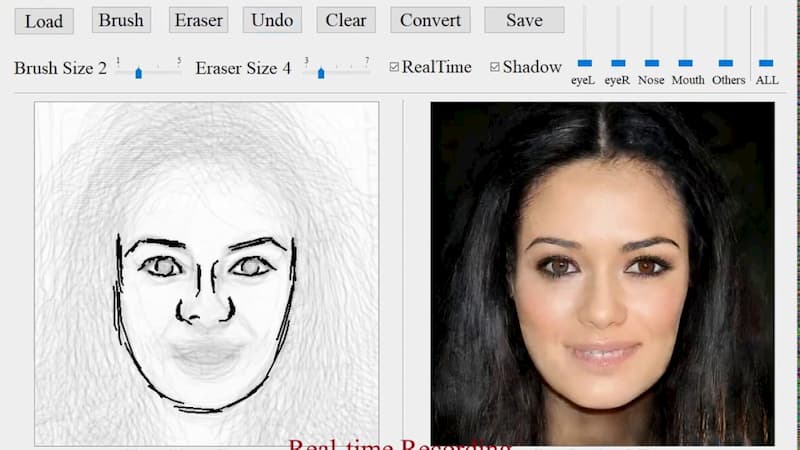 Load Brush Eraser Undo Clear Convert Save
Brush Size 2 1 5 Eraser Size 4 3 7 RealTime Shadow
eyeL eyeR Nose Mouth Others ALL
Real-time Recording